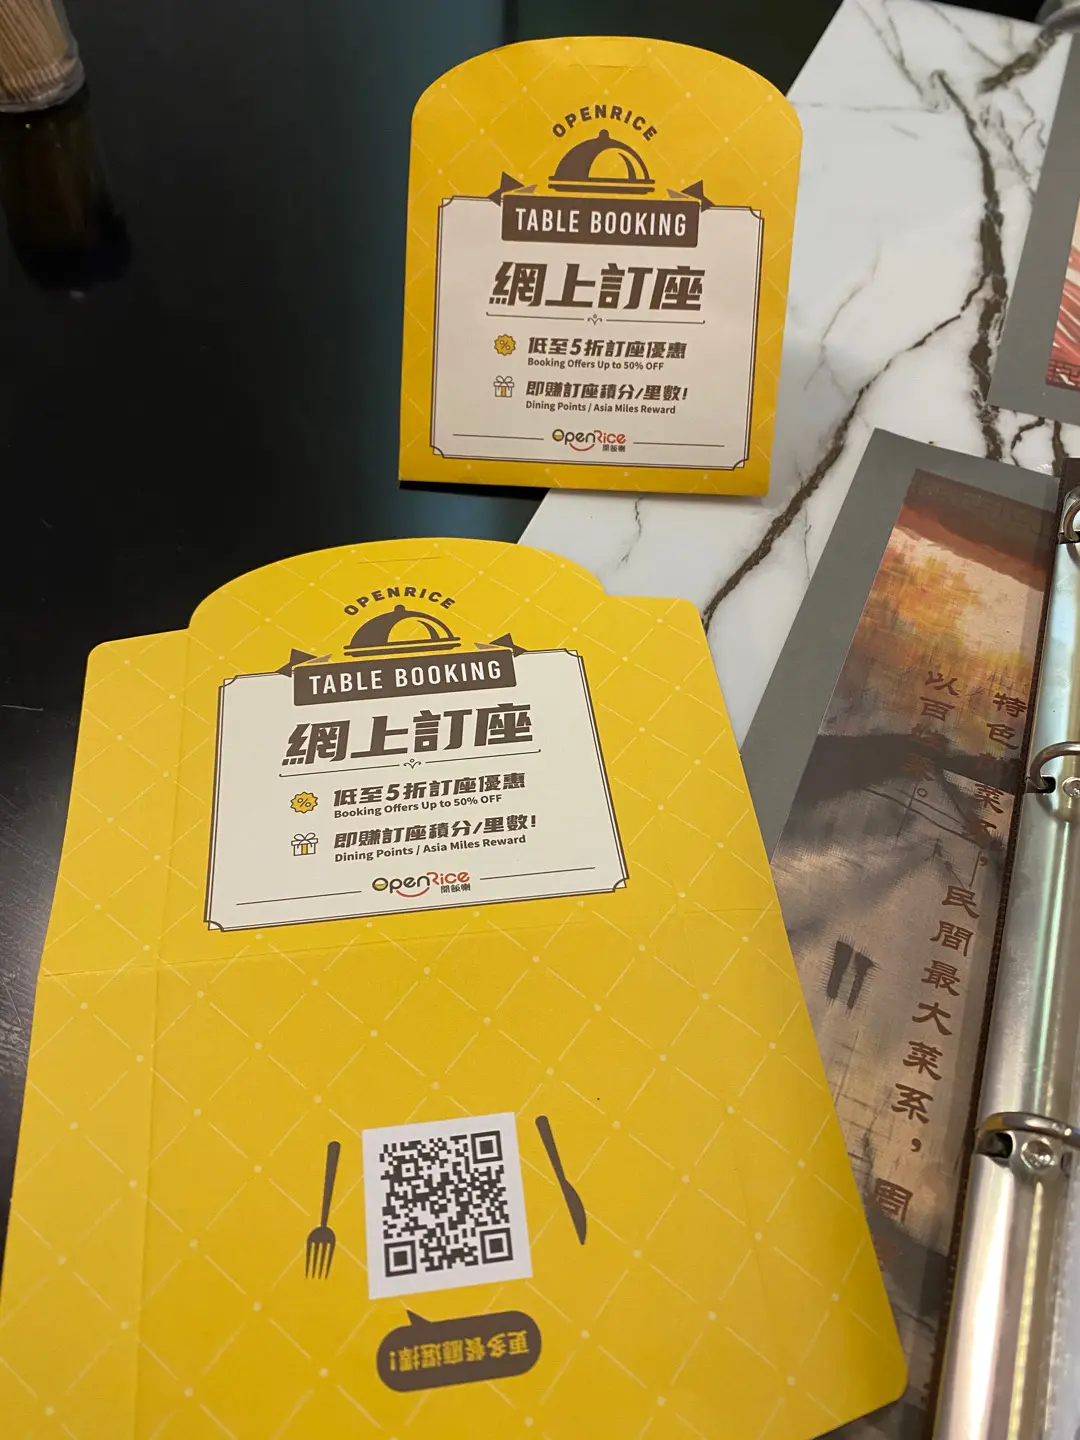 OPENRICE
TABLE BOOKING
網上訂座
低至5折訂座優惠
Booking Offers Up to 50% OFF
即賺訂座積分/里數!
Dining Points / Asia Miles Reward
OpenRice
開飯喇
OPENRICE
TABLE BOOKING
網上訂座
低至5折訂座優惠
Booking Offers Up to 50% OFF
即賺訂座積分/里數!
Dining Points / Asia Miles Reward
OpenRice
開飯喇
更多餐廳選擇!
特色
菜
民間最大菜系，
以百